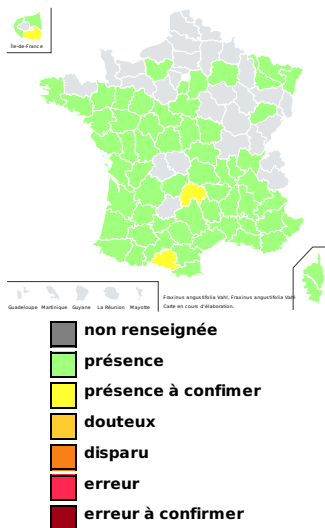 Île-de-France
Fraxinus angustifolia Vahl, Fraxinus angustifolia Vahl
Carte en cours d'élaboration.
Guadeloupe Martinique Guyane La Réunion Mayotte
non renseignée
présence
présence à confimer
douteux
disparu
erreur
erreur à confirmer